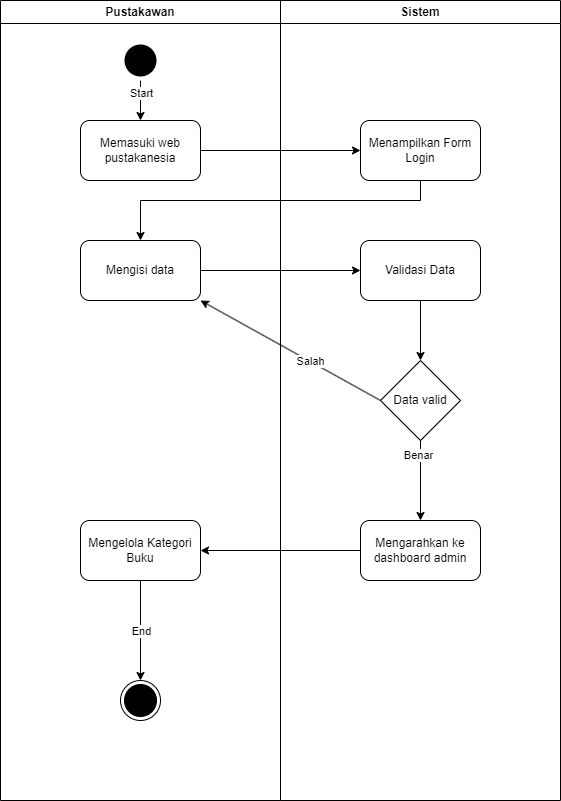 Pustakawan
Sistem
Start
Memasuki web
pustakanesia
Menampilkan Form
Login
Mengisi data
Validasi Data
Salah
Data valid
Benar
Mengelola Kategori
Buku
Mengarahkan ke
dashboard admin
End